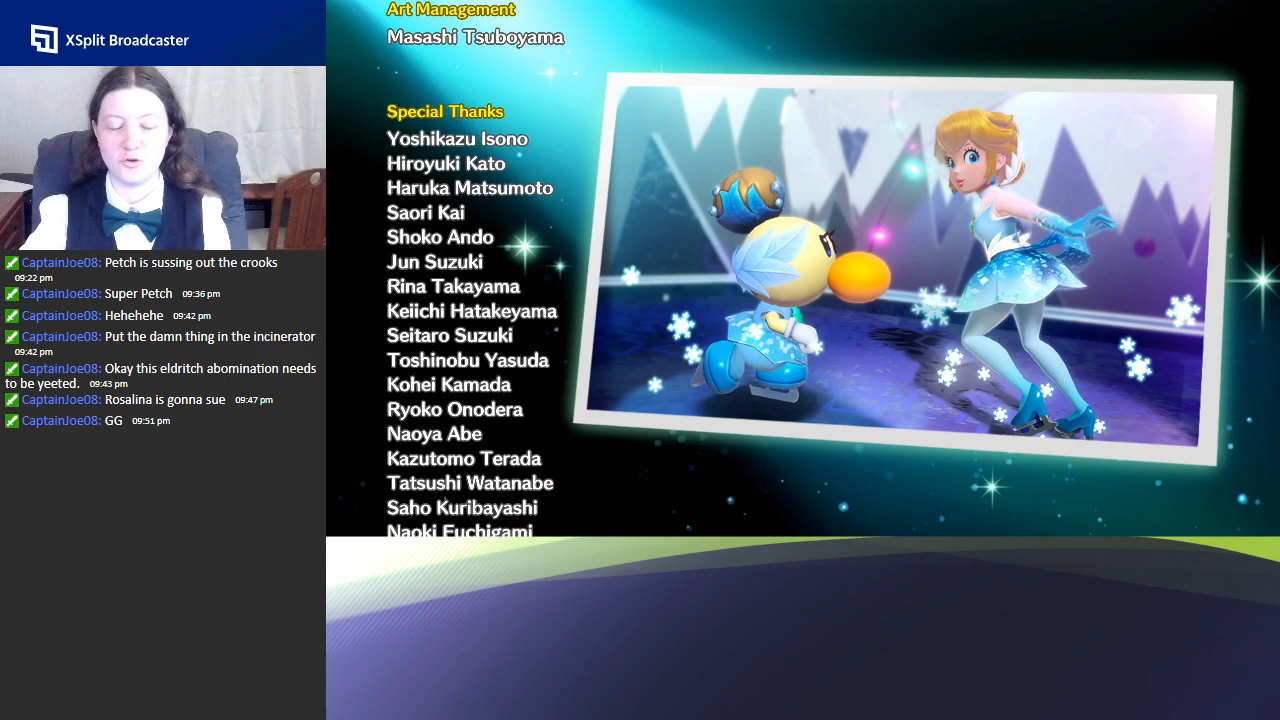 XSplit Broadcaster
CaptainJoe08: Petch is sussing out the crooks
09:22 pm
CaptainJoe08: Super Petch 09:36 pm
CaptainJoe08: Hehehehe 09:42 pm
CaptainJoe08: Put the damn thing in the incinerator
09:42 pm
CaptainJoe08: Okay this eldritch abomination needs
to be yeeted. 09:43 pm
CaptainJoe08: Rosalina is gonna sue 09:47 pm
CaptainJoe08: GG 09:51 pm
Art Management
Masashi Tsuboyama
Special Thanks
Yoshikazu Isono
Hiroyuki Kato
Haruka Matsumoto
Saori Kai
Shoko Ando
Jun Suzuki
Rina Takayama
Keiichi Hatakeyama
Seitaro Suzuki
Toshinobu Yasuda
Kohei Kamada
Ryoko Onodera
Naoya Abe
Kazutomo Terada
Tatsushi Watanabe
Saho Kuribayashi
Naoki Fuchigami